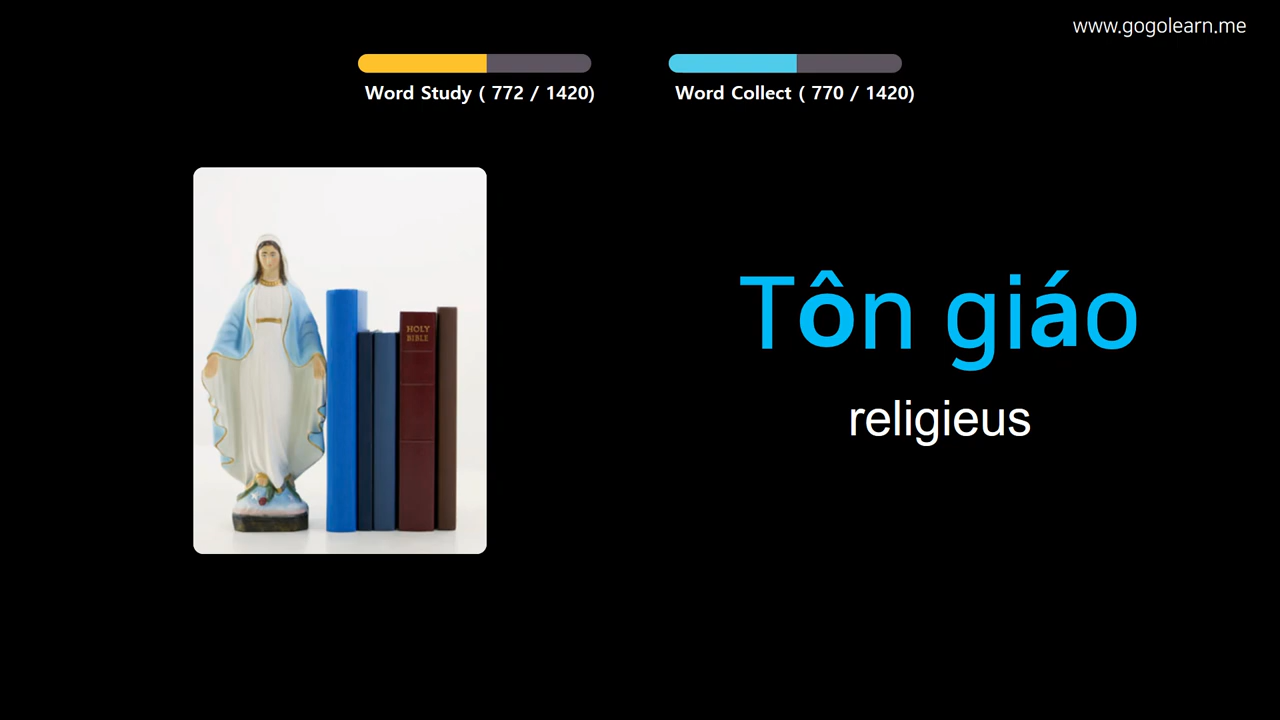 www.gogolearn.me
Word Study ( 772 / 1420)
Word Collect ( 770 / 1420)
HOLY
BIBLE
Tôn giáo
religieus